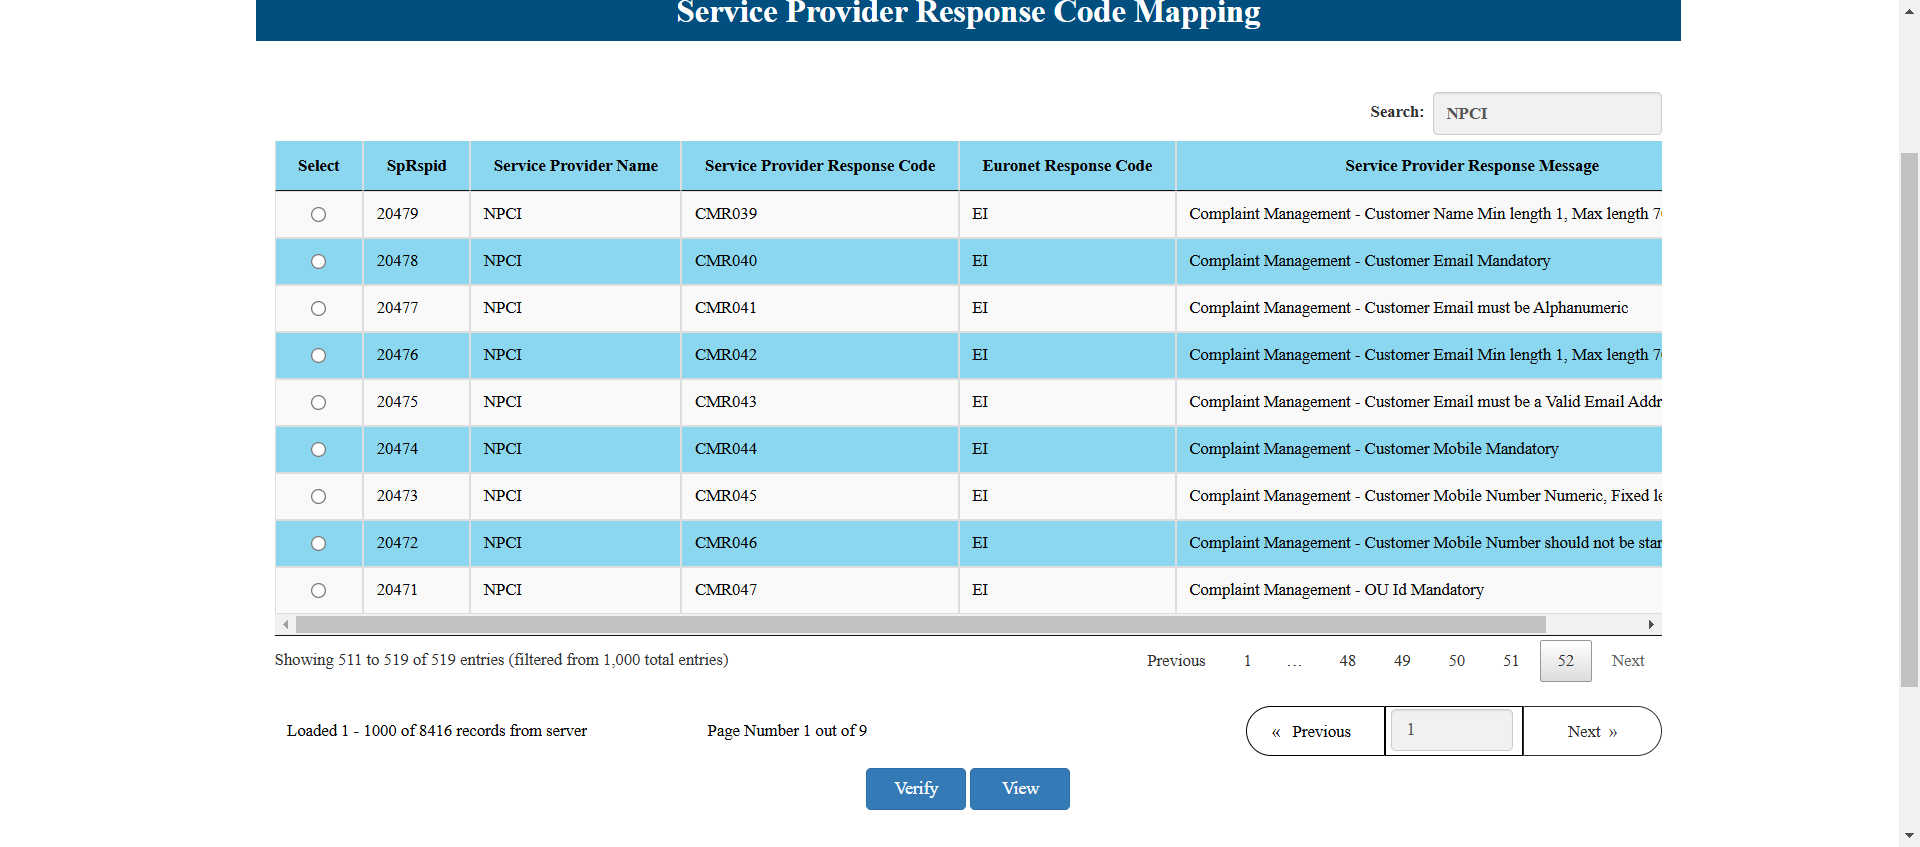 Service Provider Response Code Mapping
Search: NPCI
Select SpRspid Service Provider Name Service Provider Response Code Euronet Response Code Service Provider Response Message
20479 NPCI CMR039 EI Complaint Management - Customer Name Min length 1, Max length 7
20478 NPCI CMR040 EI Complaint Management - Customer Email Mandatory
20477 NPCI CMR041 EI Complaint Management - Customer Email must be Alphanumeric
20476 NPCI CMR042 EI Complaint Management - Customer Email Min length 1, Max length 7
20475 NPCI CMR043 EI Complaint Management - Customer Email must be a Valid Email Addr
20474 NPCI CMR044 EI Complaint Management - Customer Mobile Mandatory
20473 NPCI CMR045 EI Complaint Management - Customer Mobile Number Numeric, Fixed le
20472 NPCI CMR046 EI Complaint Management - Customer Mobile Number should not be star
20471 NPCI CMR047 EI Complaint Management - OU Id Mandatory
Showing 511 to 519 of 519 entries (filtered from 1,000 total entries) Previous 1 … 48 49 50 51 52 Next
Loaded 1 - 1000 of 8416 records from server Page Number 1 out of 9 « Previous 1 Next »
Verify View